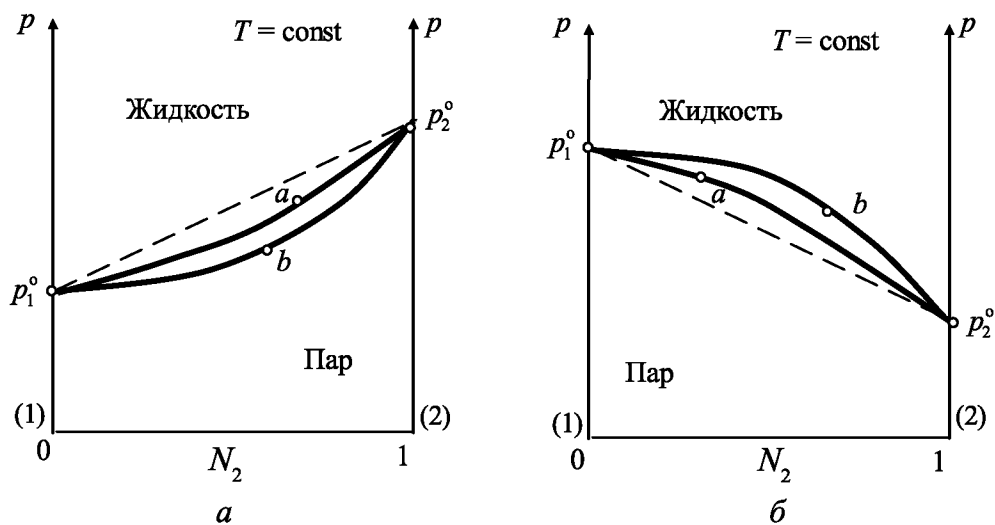 p
T = const
p
Жидкость
p₂°
a
b
p₁°
Пар
(1)
(2)
0
N₂
1
а
p
T = const
p
Жидкость
p₁°
a
b
p₂°
Пар
(1)
(2)
0
N₂
1
б